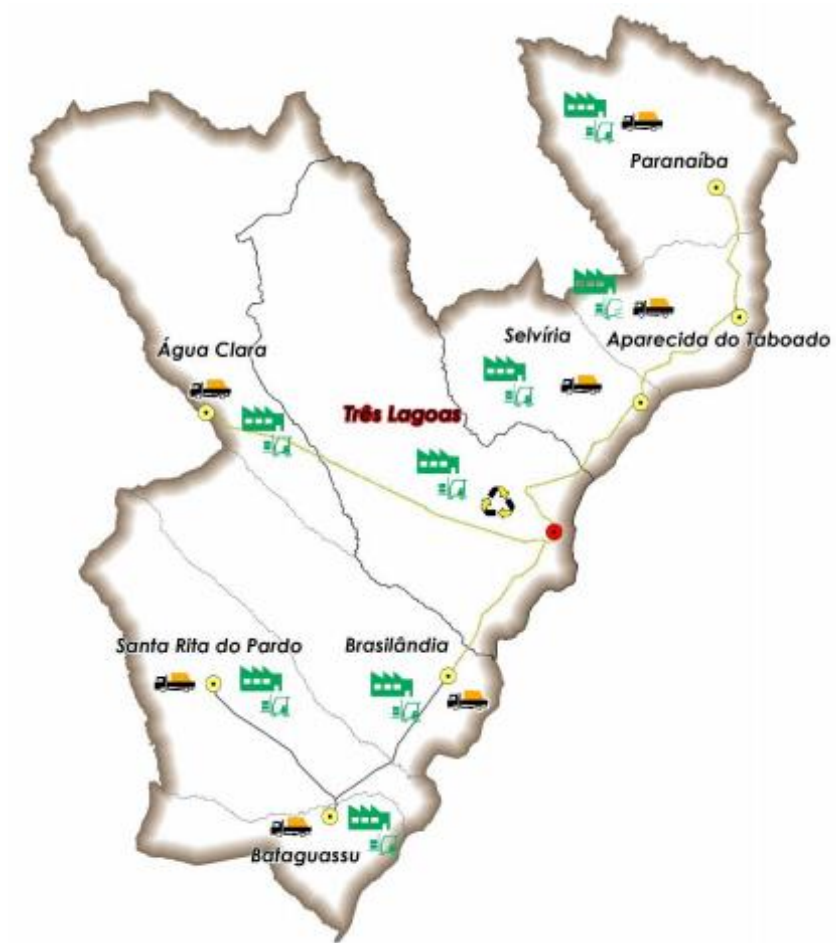 Paranaíba
Selvíria
Aparecida do Taboado
Água Clara
Três Lagoas
Santa Rita do Pardo
Brasilândia
Bataguassu